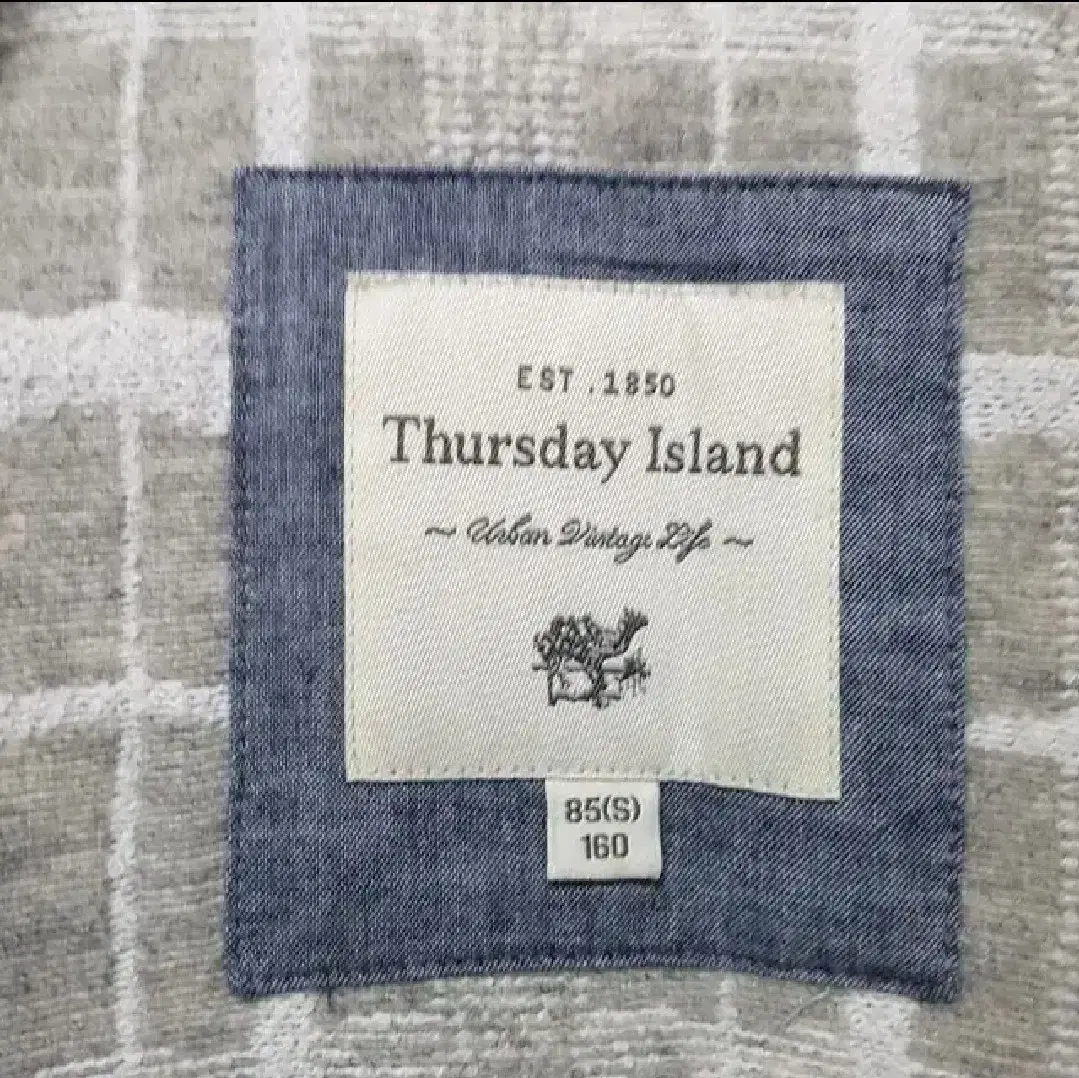 EST. 1850
Thursday Island
~ Urban Vintage Life ~
85(S)
160